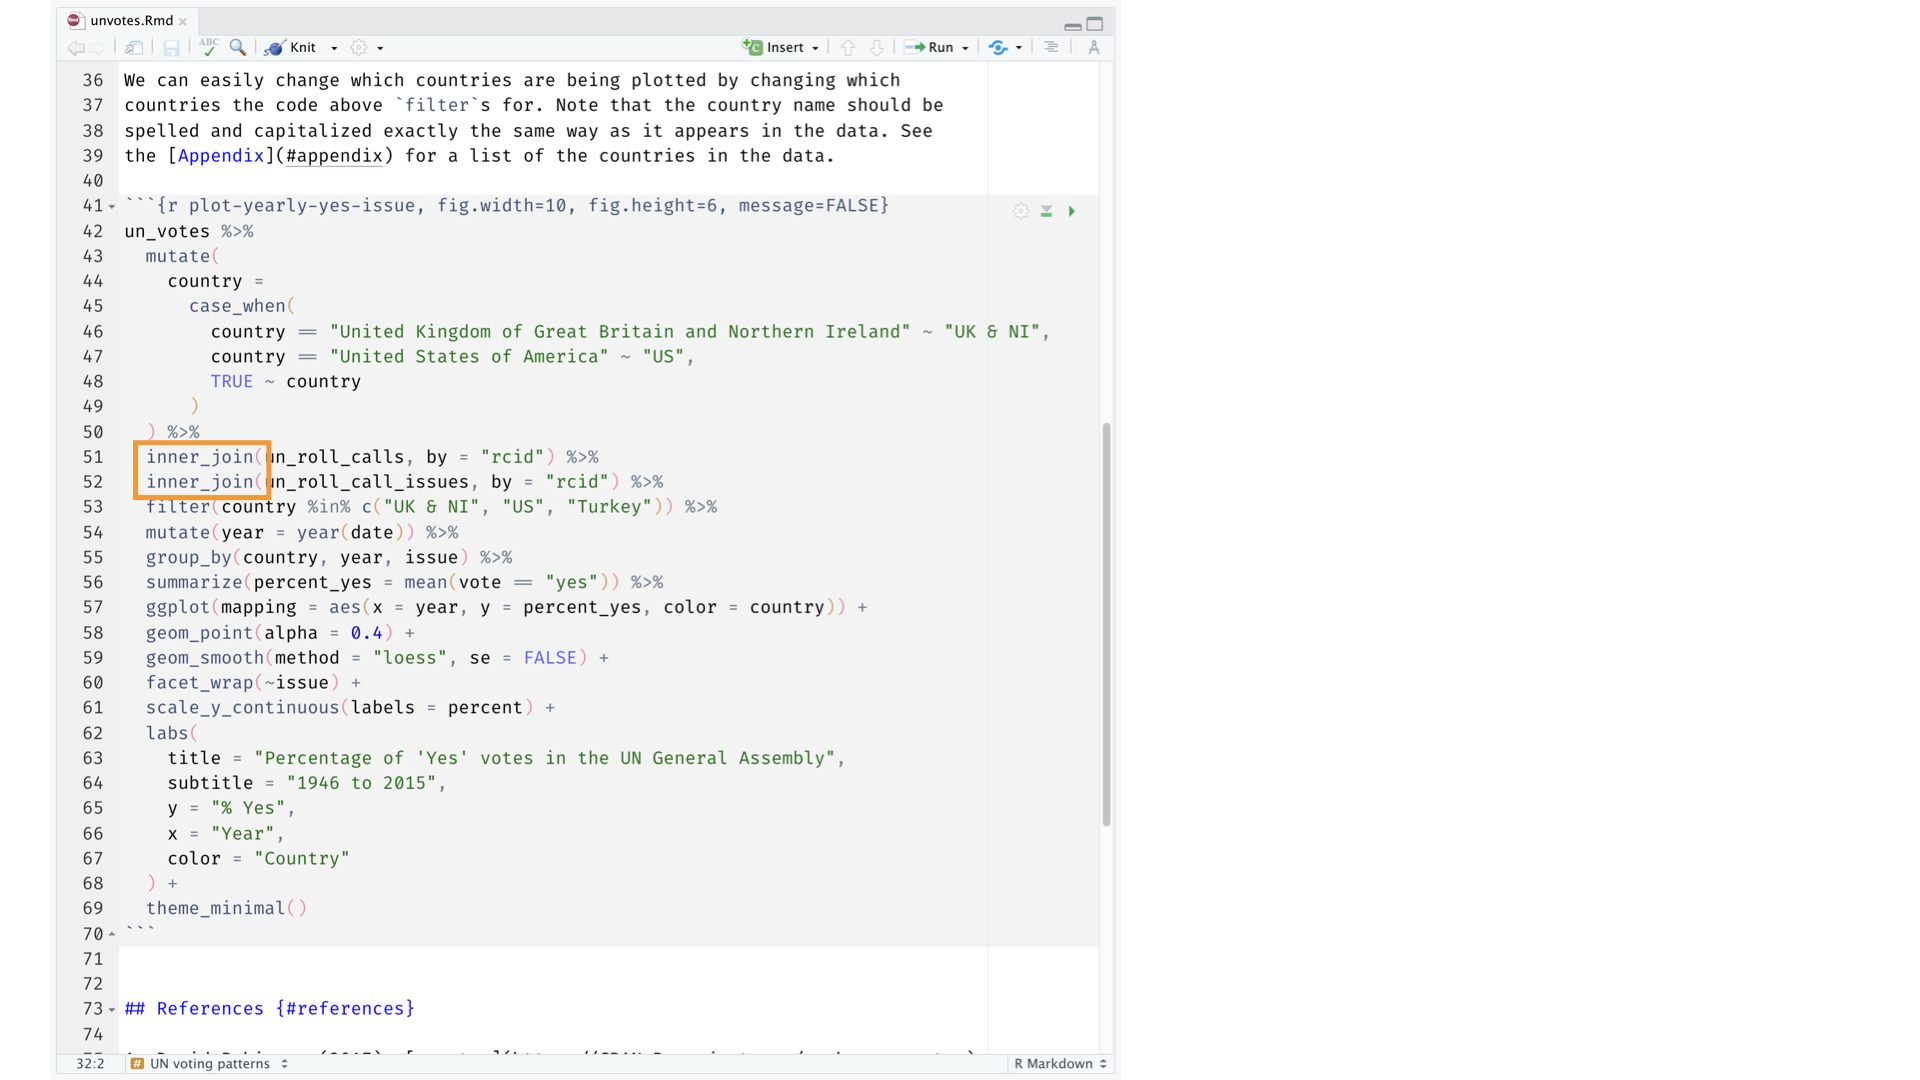 unvotes.Rmd
ABC Knit Insert Run
36 We can easily change which countries are being plotted by changing which
37 countries the code above `filter`s for. Note that the country name should be
38 spelled and capitalized exactly the same way as it appears in the data. See
39 the [Appendix](#appendix) for a list of the countries in the data.
40
41 ```{r plot-yearly-yes-issue, fig.width=10, fig.height=6, message=FALSE}
42 un_votes %>%
43   mutate(
44     country =
45       case_when(
46         country == "United Kingdom of Great Britain and Northern Ireland" ~ "UK & NI",
47         country == "United States of America" ~ "US",
48         TRUE ~ country
49       )
50   ) %>%
51   inner_join(un_roll_calls, by = "rcid") %>%
52   inner_join(un_roll_call_issues, by = "rcid") %>%
53   filter(country %in% c("UK & NI", "US", "Turkey")) %>%
54   mutate(year = year(date)) %>%
55   group_by(country, year, issue) %>%
56   summarize(percent_yes = mean(vote == "yes")) %>%
57   ggplot(mapping = aes(x = year, y = percent_yes, color = country)) +
58   geom_point(alpha = 0.4) +
59   geom_smooth(method = "loess", se = FALSE) +
60   facet_wrap(~issue) +
61   scale_y_continuous(labels = percent) +
62   labs(
63     title = "Percentage of 'Yes' votes in the UN General Assembly",
64     subtitle = "1946 to 2015",
65     y = "% Yes",
66     x = "Year",
67     color = "Country"
68   ) +
69   theme_minimal()
70 ```
71
72
73 ## References {#references}
74
32:2 # UN voting patterns R Markdown